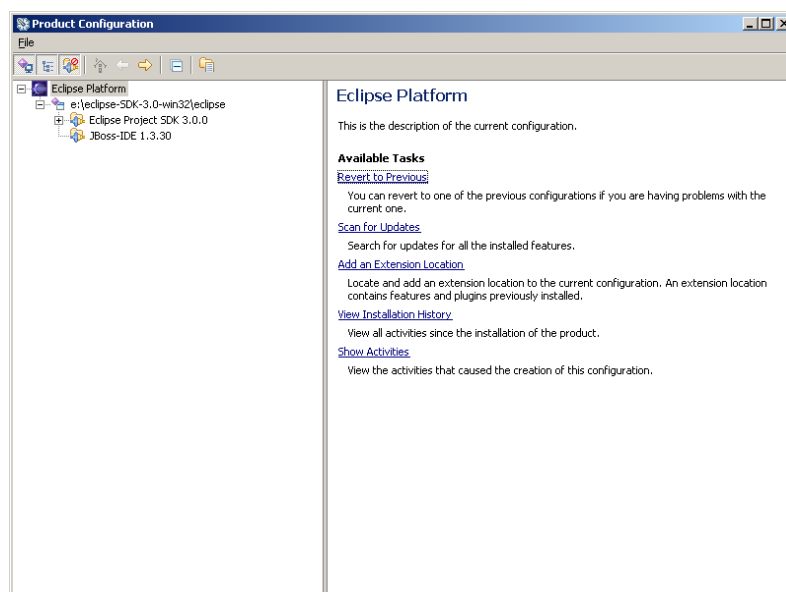 Product Configuration
File
Eclipse Platform
e:\eclipse-SDK-3.0-win32\eclipse
Eclipse Project SDK 3.0.0
JBoss-IDE 1.3.30
Eclipse Platform
This is the description of the current configuration.
Available Tasks
Revert to Previous
You can revert to one of the previous configurations if you are having problems with the
current one.
Scan for Updates
Search for updates for all the installed features.
Add an Extension Location
Locate and add an extension location to the current configuration. An extension location
contains features and plugins previously installed.
View Installation History
View all activities since the installation of the product.
Show Activities
View the activities that caused the creation of this configuration.